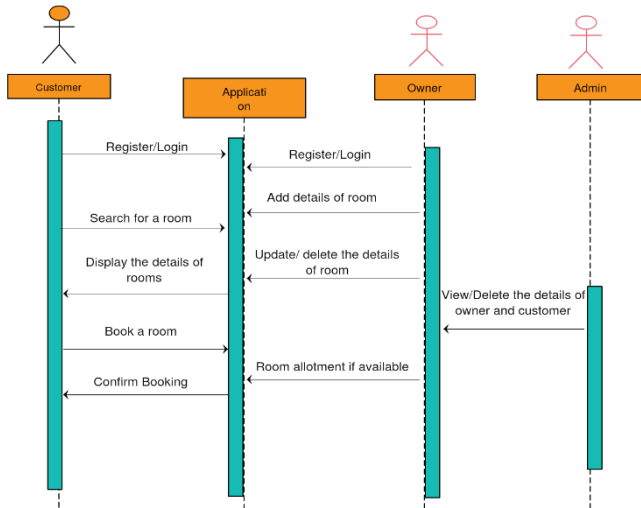 Customer
Applicati
on
Owner
Admin
Register/Login
Register/Login
Add details of room
Search for a room
Update/ delete the details
of room
Display the details of
rooms
View/Delete the details of
owner and customer
Book a room
Room allotment if available
Confirm Booking